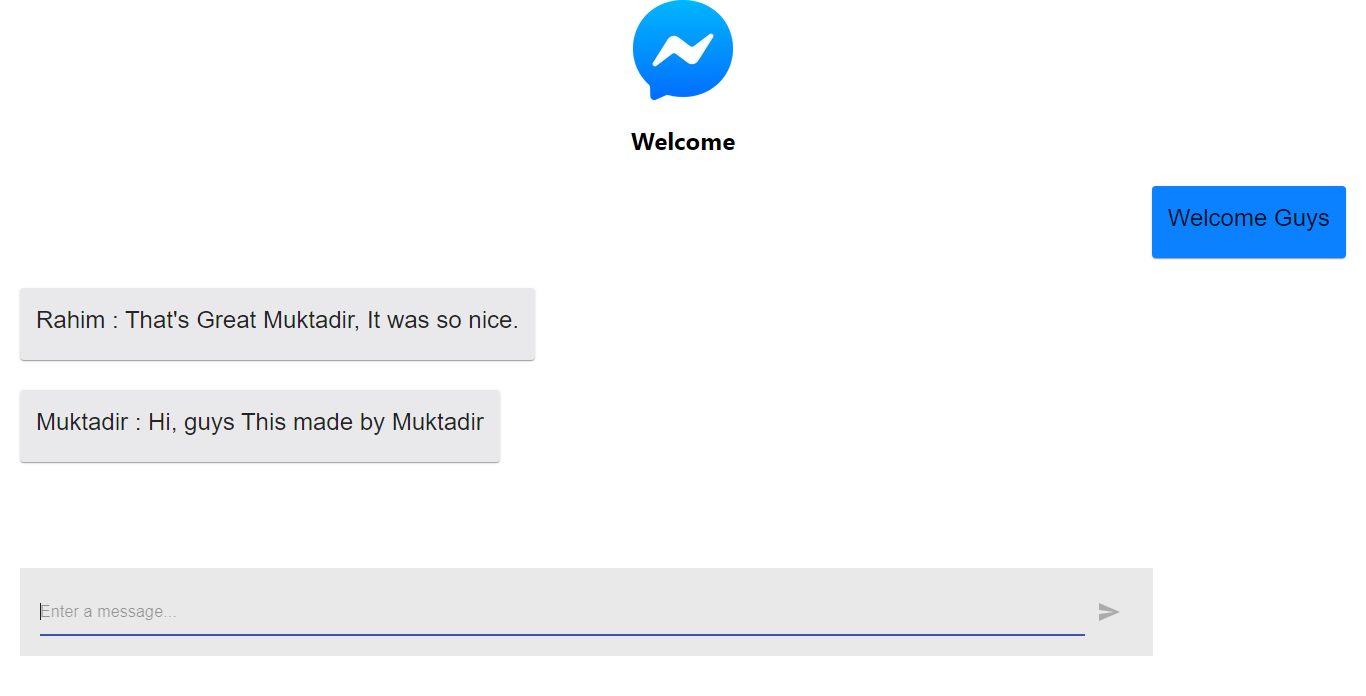 Welcome
Welcome Guys
Rahim : That's Great Muktadir, It was so nice.
Muktadir : Hi, guys This made by Muktadir
Enter a message...